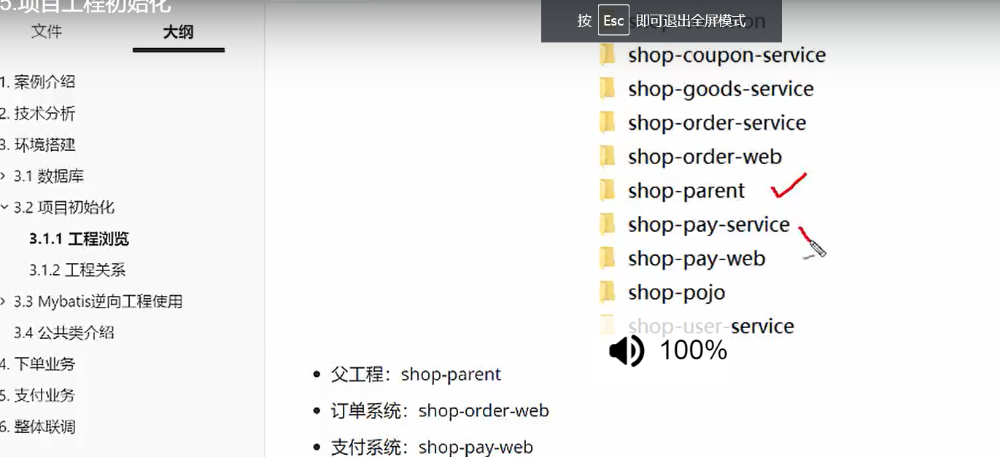 5.项目工程初始化
文件
大纲
1. 案例介绍
2. 技术分析
3. 环境搭建
3.1 数据库
3.2 项目初始化
3.1.1 工程浏览
3.1.2 工程关系
3.3 Mybatis逆向工程使用
3.4 公共类介绍
4. 下单业务
5. 支付业务
6. 整体联调
按 Esc 即可退出全屏模式
shop-coupon-service
shop-goods-service
shop-order-service
shop-order-web
shop-parent
shop-pay-service
shop-pay-web
shop-pojo
shop-user-service
100%
父工程：shop-parent
订单系统：shop-order-web
支付系统：shop-pay-web